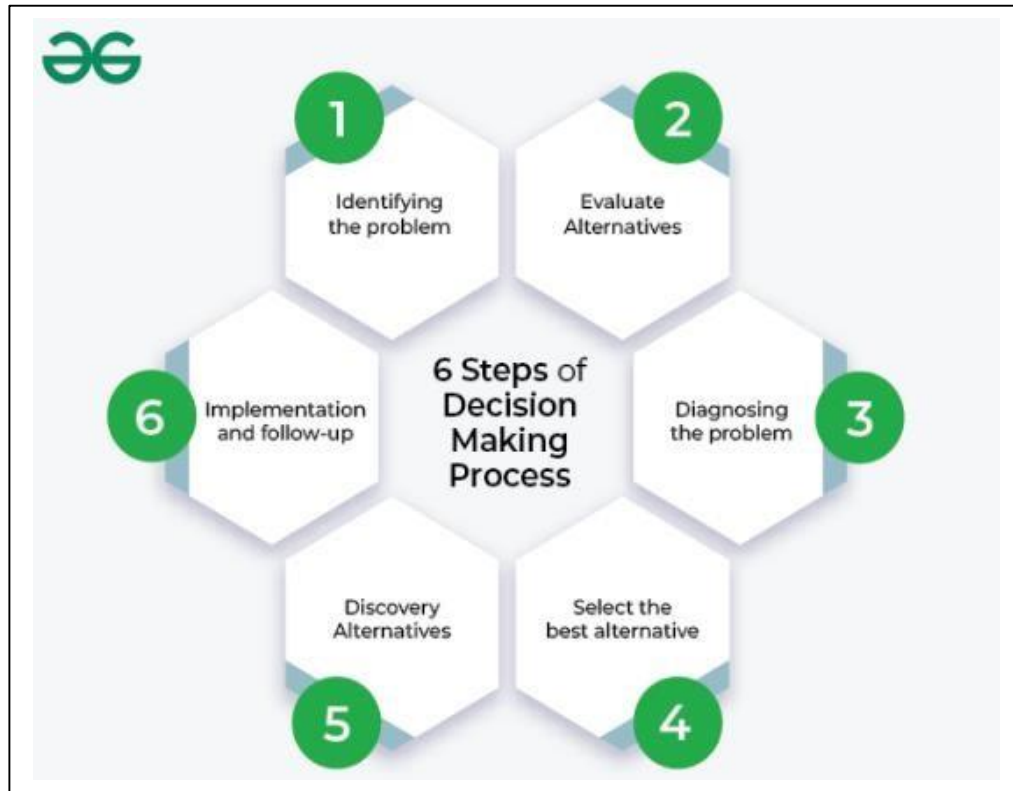 1
Identifying
the problem
2
Evaluate
Alternatives
3
Diagnosing
the problem
4
Select the
best alternative
5
Discovery
Alternatives
6
Implementation
and follow-up
6 Steps of
Decision
Making
Process